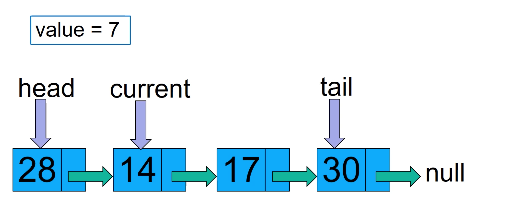 value = 7
head current tail
28 14 17 30 null